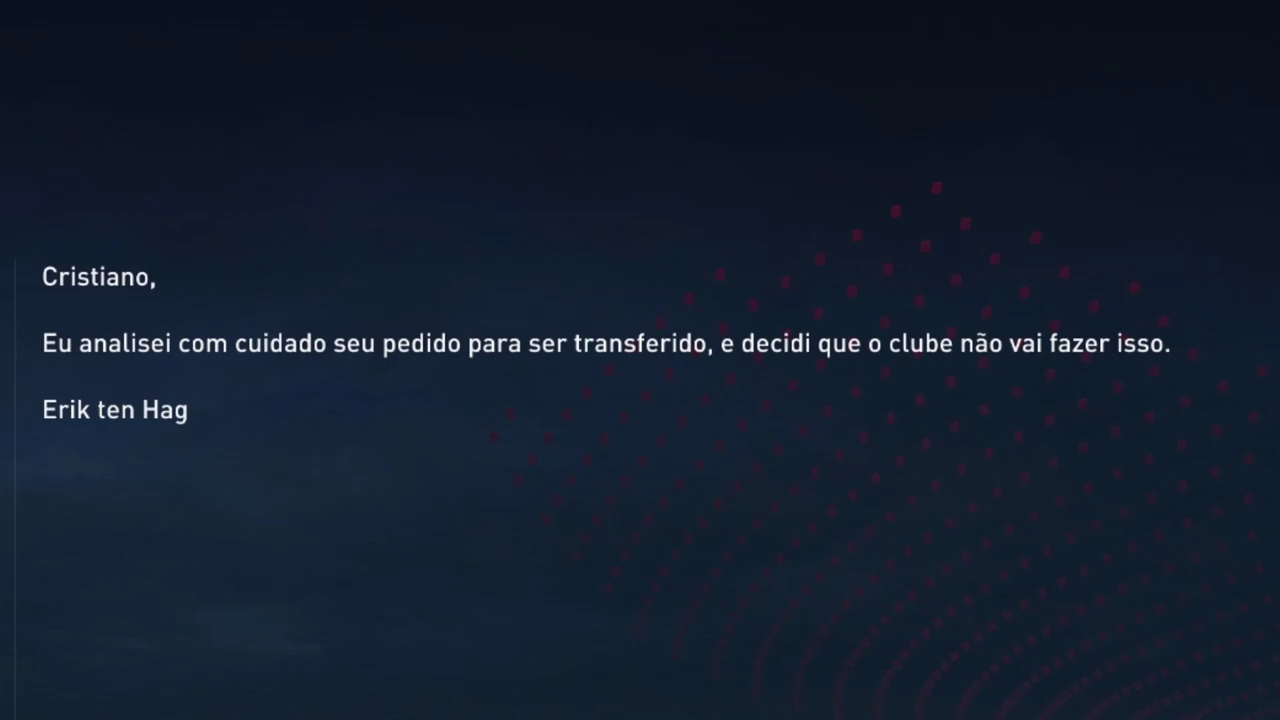 Cristiano,
Eu analisei com cuidado seu pedido para ser transferido, e decidi que o clube não vai fazer isso.
Erik ten Hag